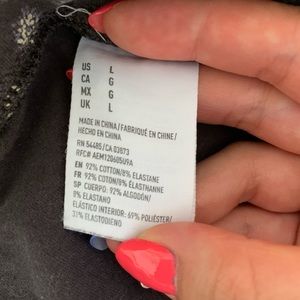 US L
CA G
MX G
UK L
MADE IN CHINA/FABRIQUÉ EN CHINE/
HECHO EN CHINA
RN 54485/CA 03873
RFC# AEM1206085U9A
EN 92% COTTON/8% ELASTANE
FR 92% COTON/8% ÉLASTHANNE
SP CUERPO: 92% ALGODÓN/
8% ELASTANO
ELÁSTICO INTERIOR: 69% POLIÉSTER/
31% ELASTODIENO